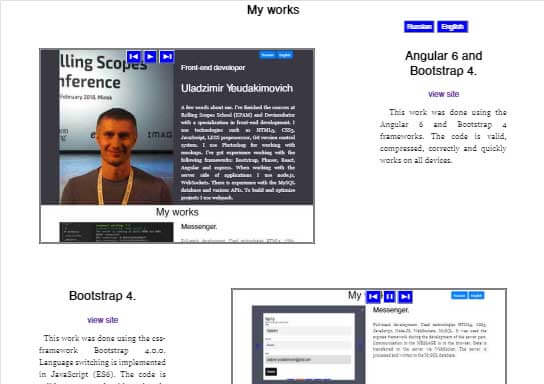 My works
Russian English
lling Scopes
nference
February 2018, Minsk
Front-end developer
Uladzimir Yeudakimovich
A few words about me. I've finished the courses at
Rolling Scopes School (EPAM) and Devincubator
with a specialization in front-end development. I
use technologies such as HTML5, CSS3,
JavaScript, LESS preprocessor, Git version control
system. I use Photoshop for working with
mockups. I've got experience working with the
following frameworks: Bootstrap, Phaser, React,
Angular and express. When working with the
server side of applications I use node.js,
WebSockets. There is experience with the MySQL
database and various APIs. To build and optimize
projects I use webpack.
My works
Messenger.
Full-stack development. Used technologies HTML5, CSS3,
Angular 6 and
Bootstrap 4.
view site
This work was done using the
Angular 6 and Bootstrap 4
frameworks. The code is valid,
compressed, correctly and quickly
works on all devices.
Bootstrap 4.
view site
This work was done using the css-
framework Bootstrap 4.0.0.
Language switching is implemented
in JavaScript (ES6). The code is
My
Russian English
Messenger.
Full-stack development. Used technologies HTML5, CSS3,
JavaScript, Node.JS, WebSockets, MySQL. It was used the
express framework during the development of the server part.
Communication in the MESSAGE is in the browser. Data is
transferred to the server via WebSocket. The server is
processed and written to the MySQL database.